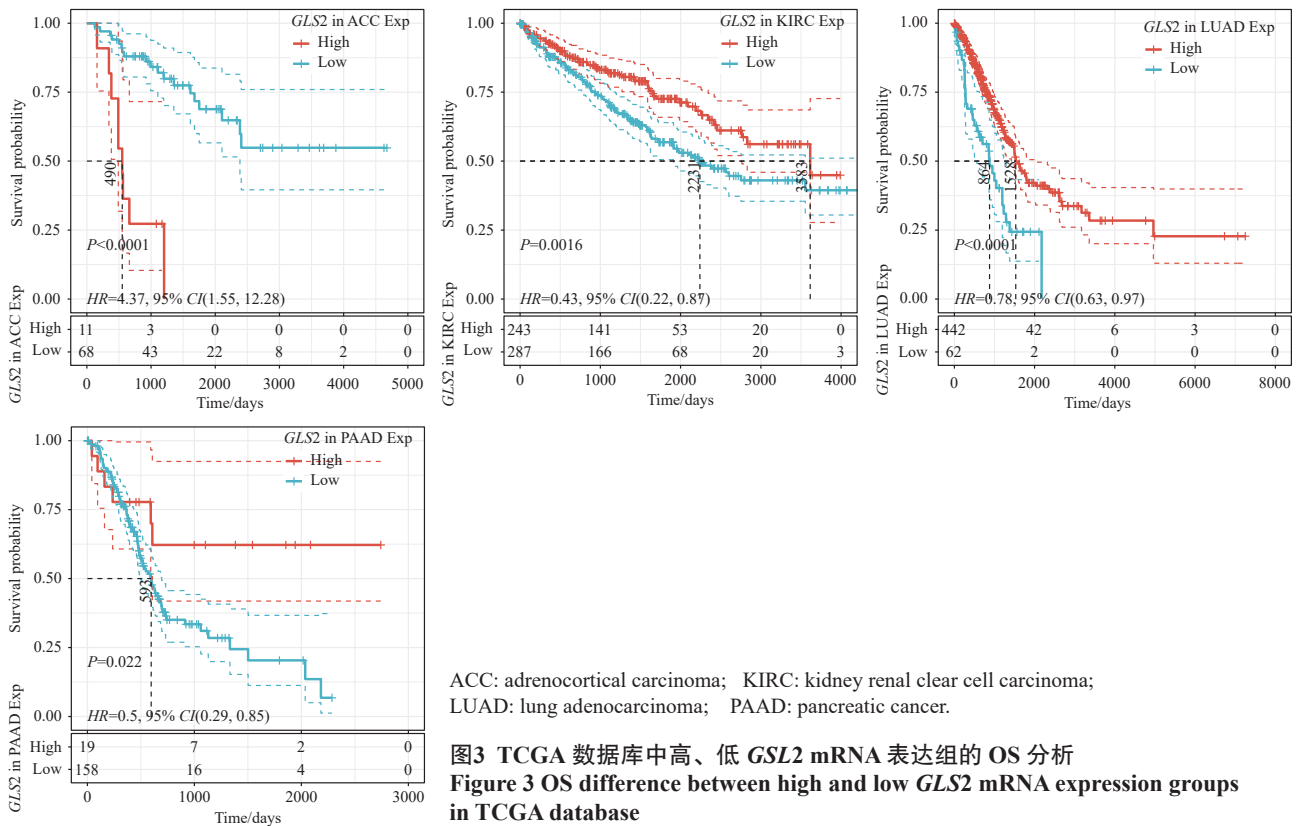 GLS2 in ACC Exp
High
Low
Survival probability
1.00
0.75
0.50
0.25
0.00
490
P<0.0001
HR=4.37, 95% CI(1.55, 12.28)
GLS2 in ACC Exp
High 11 3 0 0 0 0
Low 68 43 22 8 2 0
0 1000 2000 3000 4000 5000
Time/days
GLS2 in KIRC Exp
High
Low
Survival probability
1.00
0.75
0.50
0.25
0.00
2231
3583
P=0.0016
HR=0.43, 95% CI(0.22, 0.87)
GLS2 in KIRC Exp
High 243 141 53 20 0
Low 287 166 68 20 3
0 1000 2000 3000 4000
Time/days
GLS2 in LUAD Exp
High
Low
Survival probability
1.00
0.75
0.50
0.25
0.00
864
1528
P<0.0001
HR=0.78, 95% CI(0.63, 0.97)
GLS2 in LUAD Exp
High 442 42 6 3 0
Low 62 2 0 0 0
0 2000 4000 6000 8000
Time/days
GLS2 in PAAD Exp
High
Low
Survival probability
1.00
0.75
0.50
0.25
0.00
593
P=0.022
HR=0.5, 95% CI(0.29, 0.85)
GLS2 in PAAD Exp
High 19 7 2 0
Low 158 16 4 0
0 1000 2000 3000
Time/days
ACC: adrenocortical carcinoma; KIRC: kidney renal clear cell carcinoma;
LUAD: lung adenocarcinoma; PAAD: pancreatic cancer.
图3 TCGA 数据库中高、低 GSL2 mRNA 表达组的 OS 分析
Figure 3 OS difference between high and low GLS2 mRNA expression groups
in TCGA database